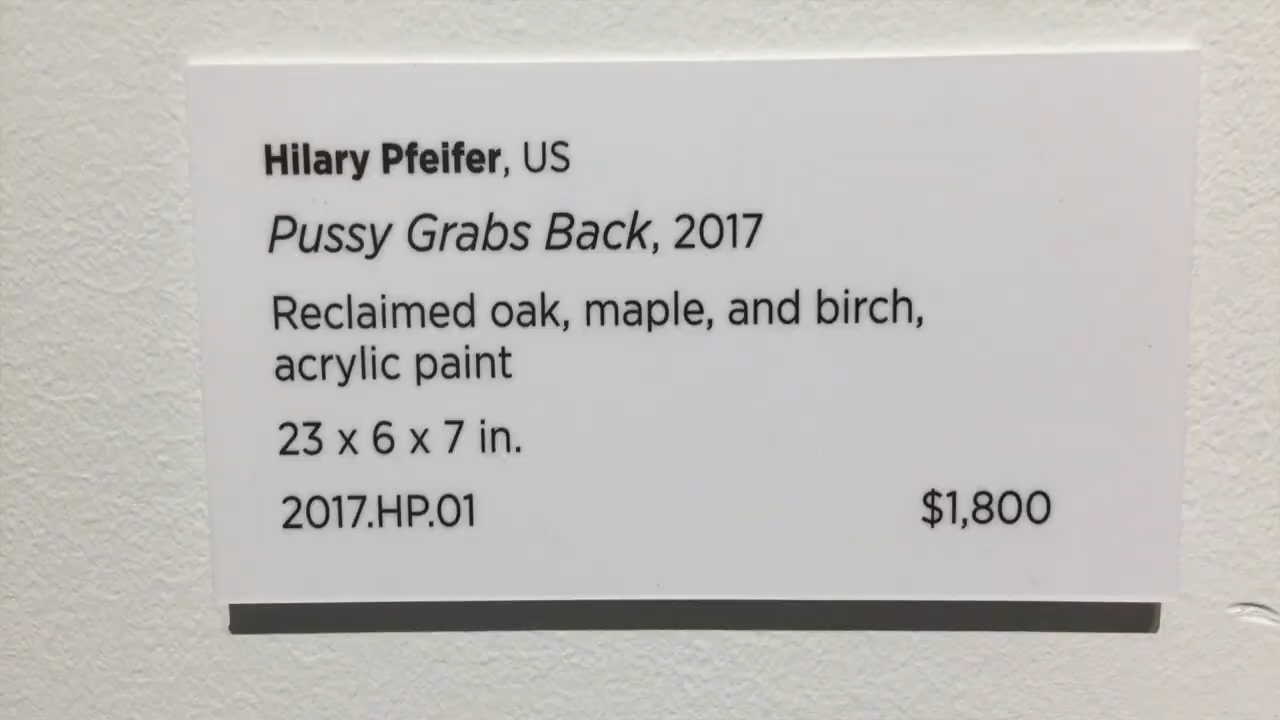 Hilary Pfeifer, US
Pussy Grabs Back, 2017
Reclaimed oak, maple, and birch,
acrylic paint
23 x 6 x 7 in.
2017.HP.01 $1,800